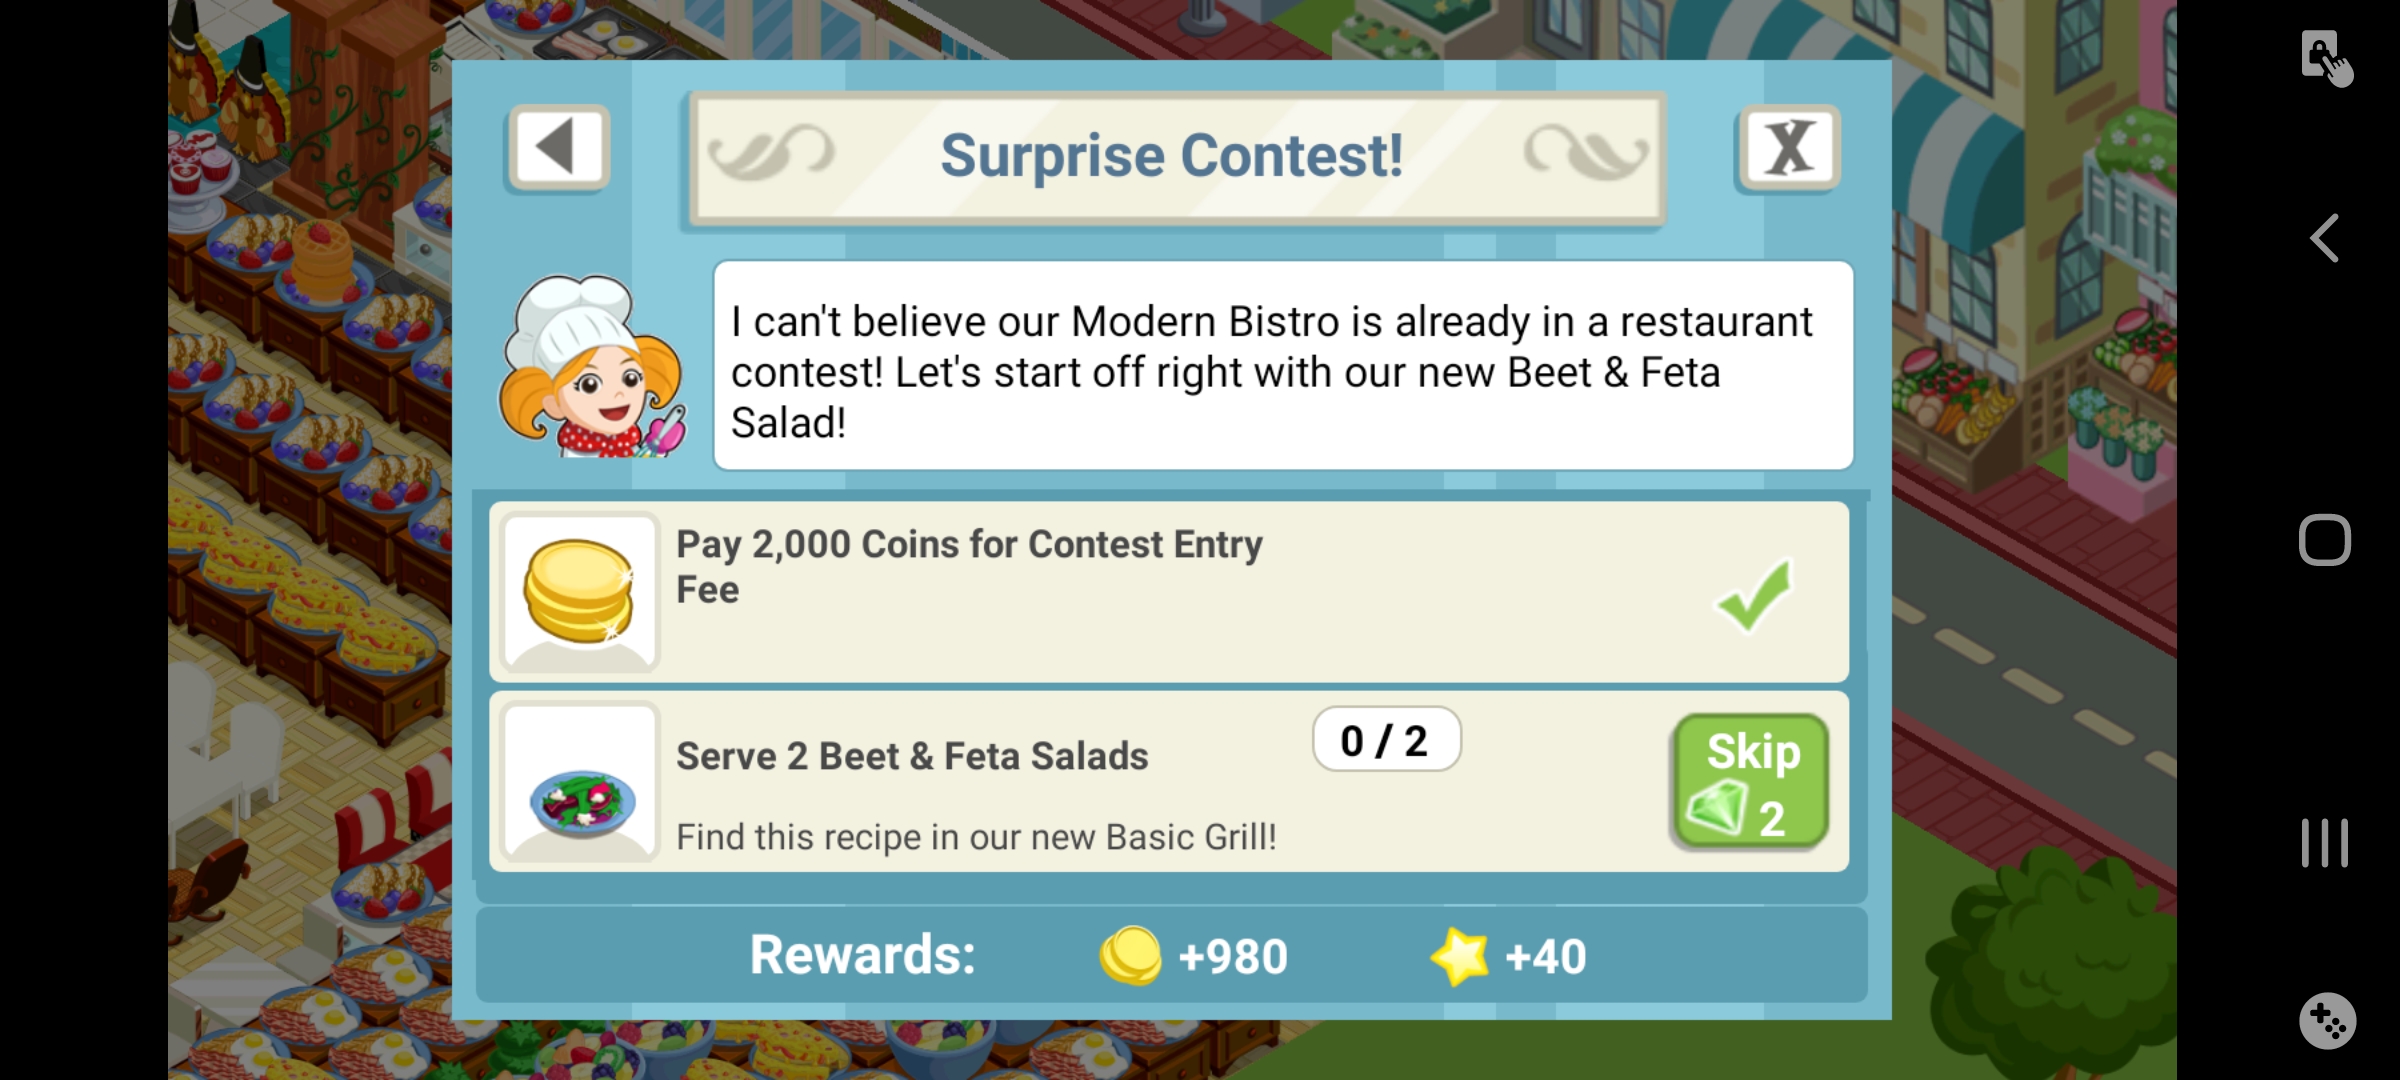 Surprise Contest!
X
I can't believe our Modern Bistro is already in a restaurant
contest! Let's start off right with our new Beet & Feta
Salad!
Pay 2,000 Coins for Contest Entry
Fee
Serve 2 Beet & Feta Salads
0 / 2
Find this recipe in our new Basic Grill!
Skip
2
Rewards: +980 +40